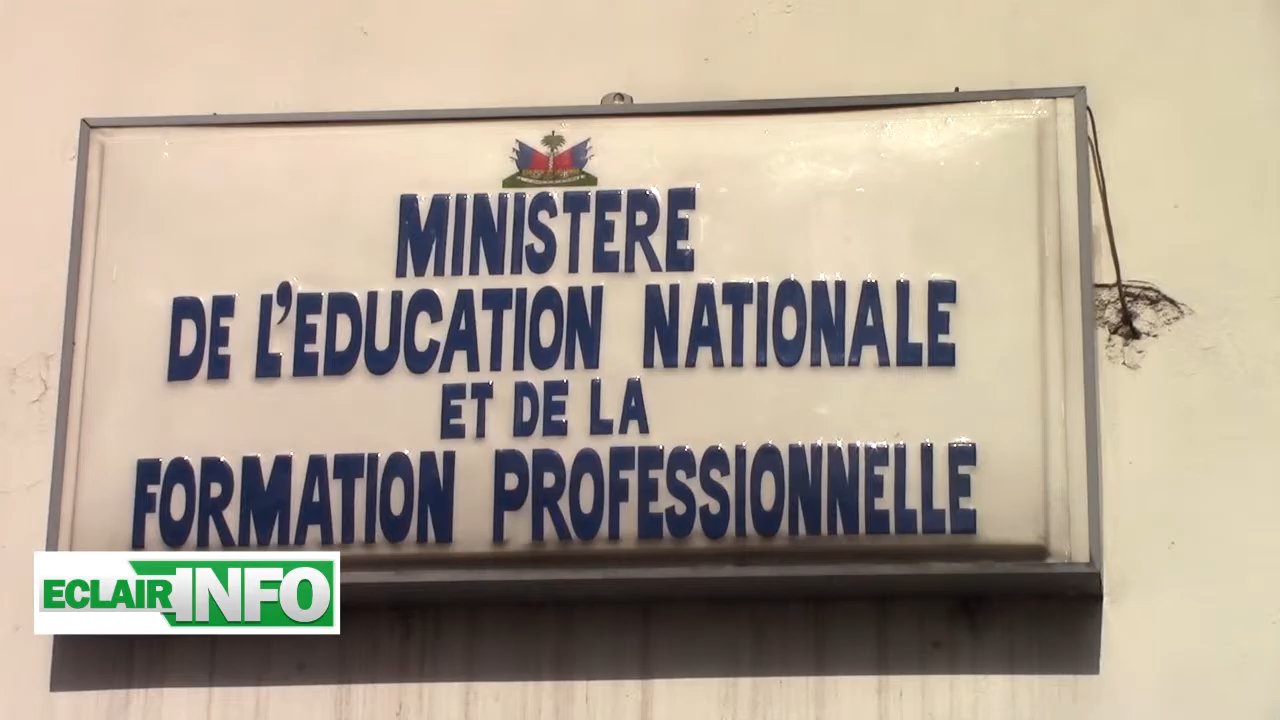 MINISTERE
DE L'EDUCATION NATIONALE
ET DE LA
FORMATION PROFESSIONNELLE
ECLAIR INFO